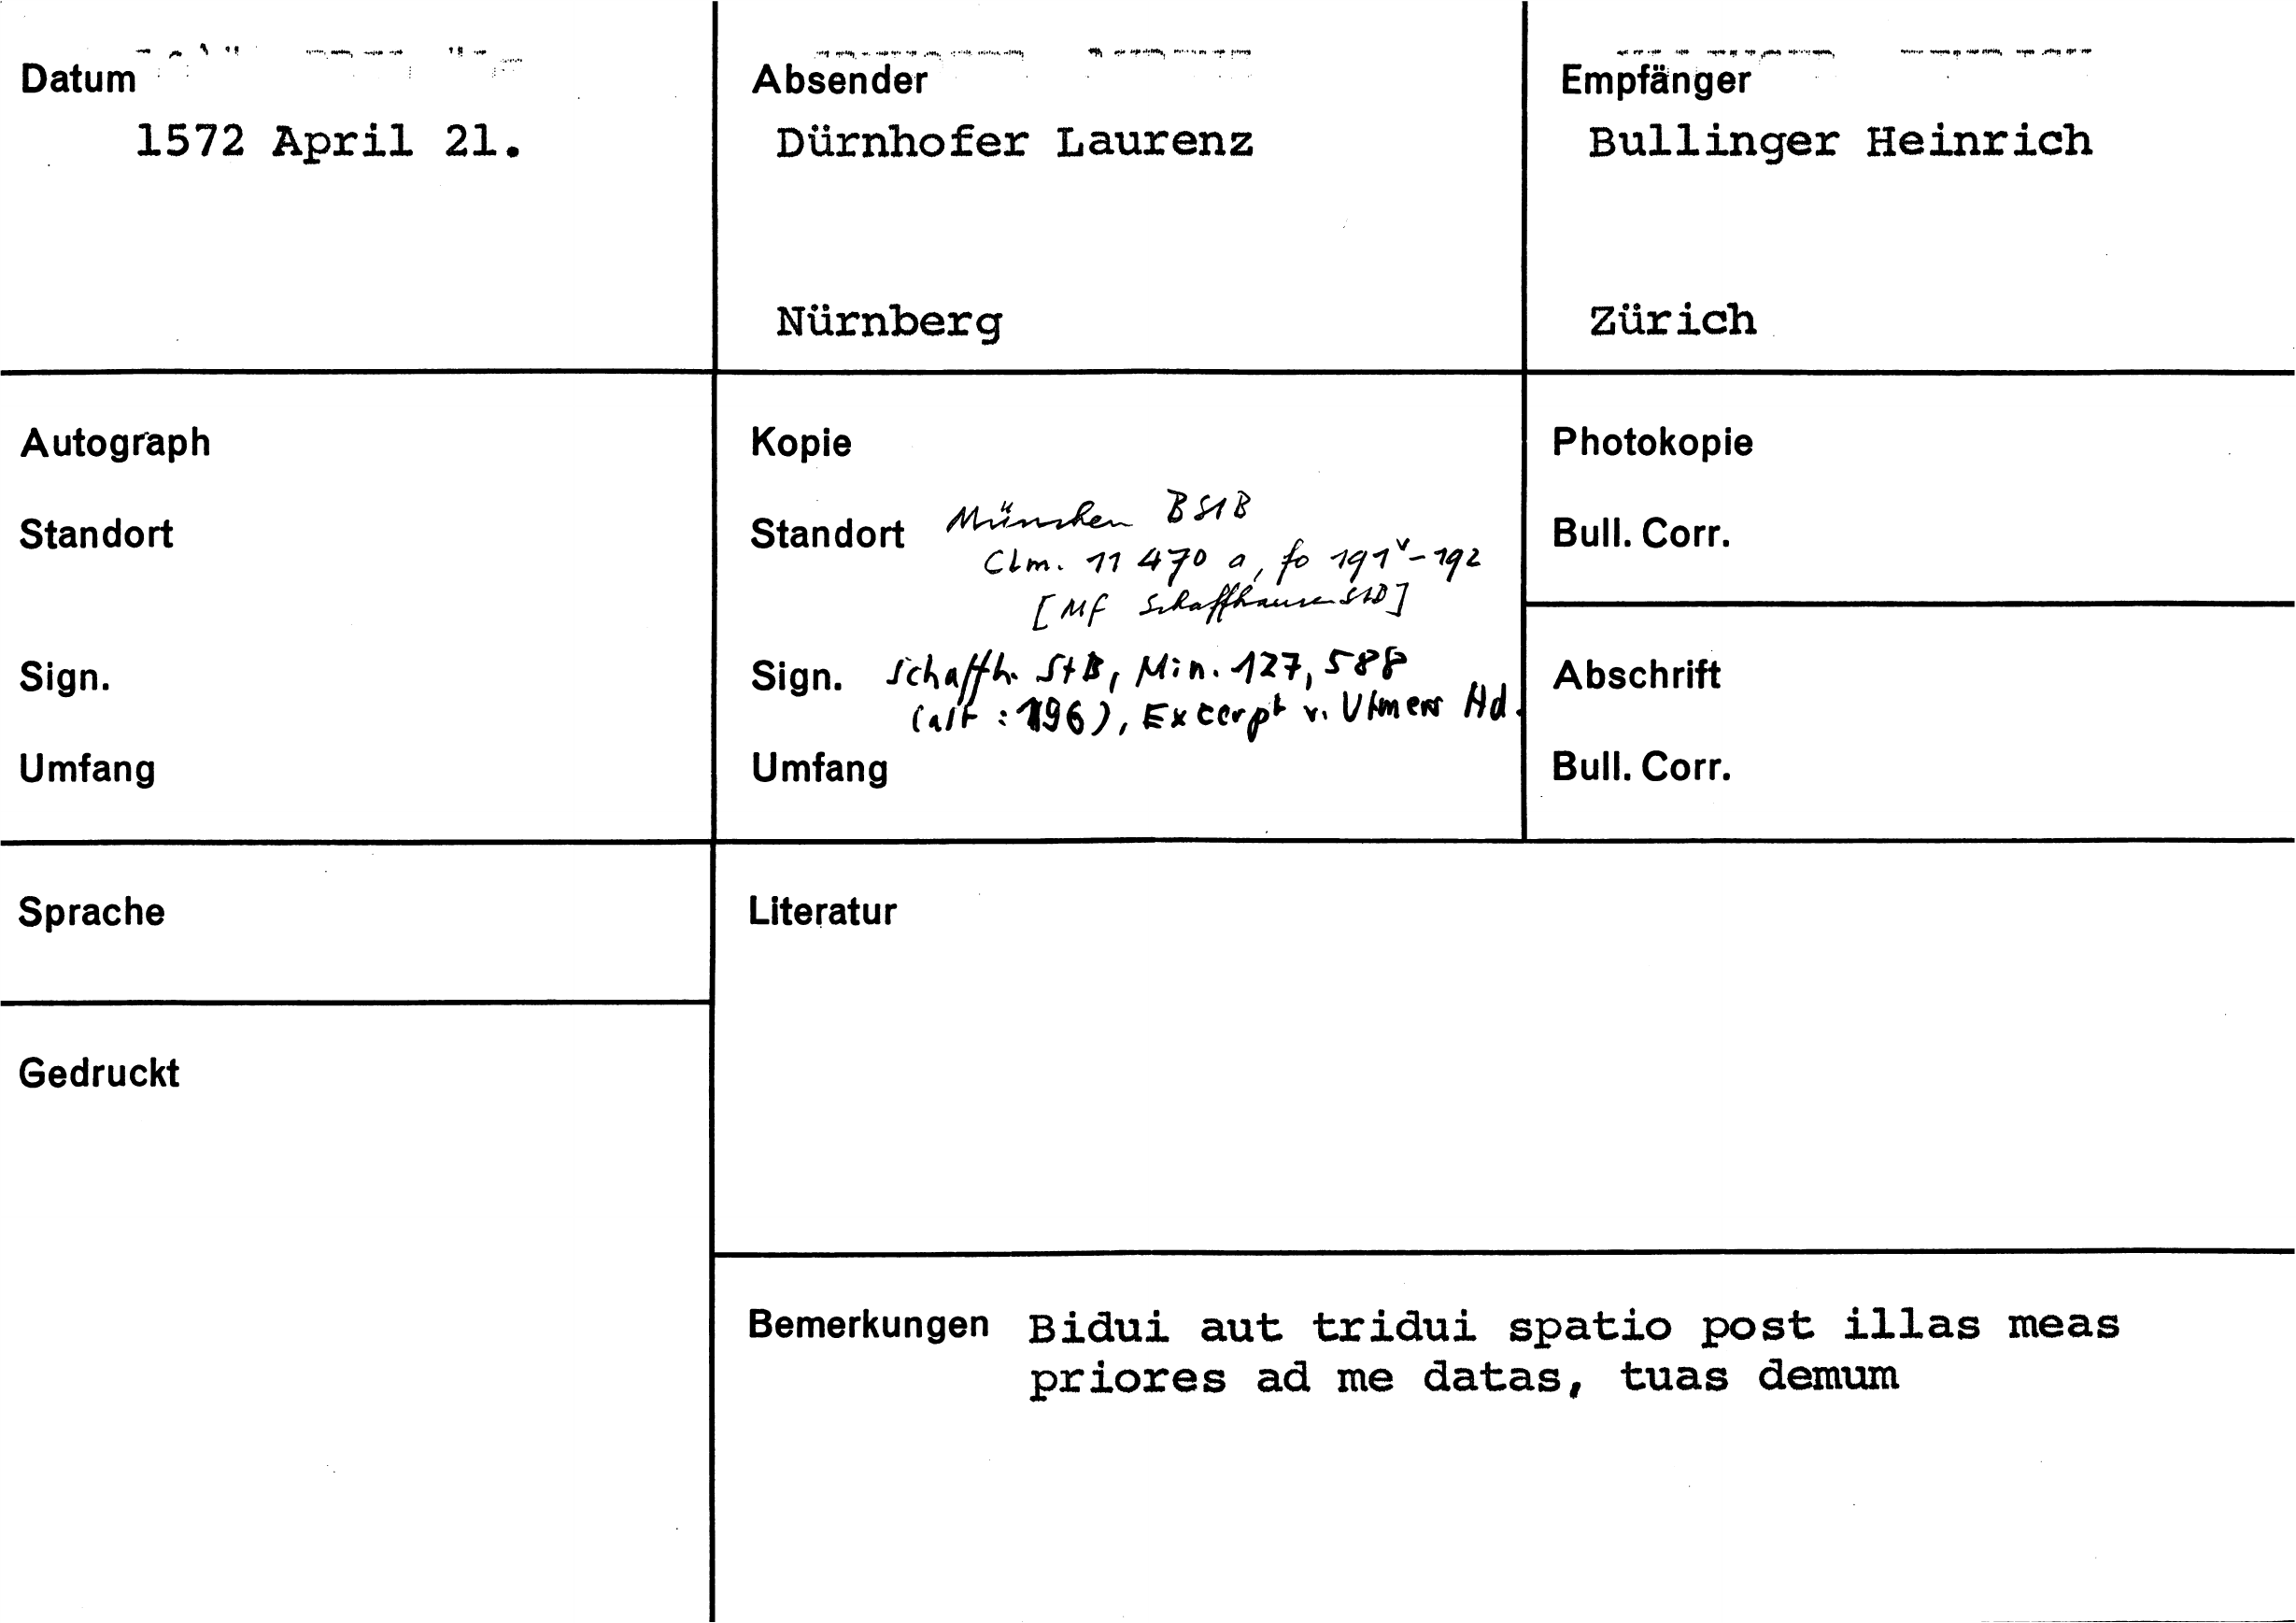 Datum
1572 April 21.
Absender
Dürnhofer Laurenz
Nürnberg
Empfänger
Bullinger Heinrich
Zürich
Autograph
Standort
Sign.
Umfang
Kopie
Standort München BStB
Clm. 11 470 a, fo 191v-192
[MF Schaffhausen StB]
Sign. Schaffh. StB, Min. 127, 588
(alt: 196), Excerpt v. Ulmers Hd.
Umfang
Photokopie
Bull. Corr.
Abschrift
Bull. Corr.
Sprache
Gedruckt
Literatur
Bemerkungen Bidui aut tridui spatio post illas meas
priores ad me datas, tuas demum